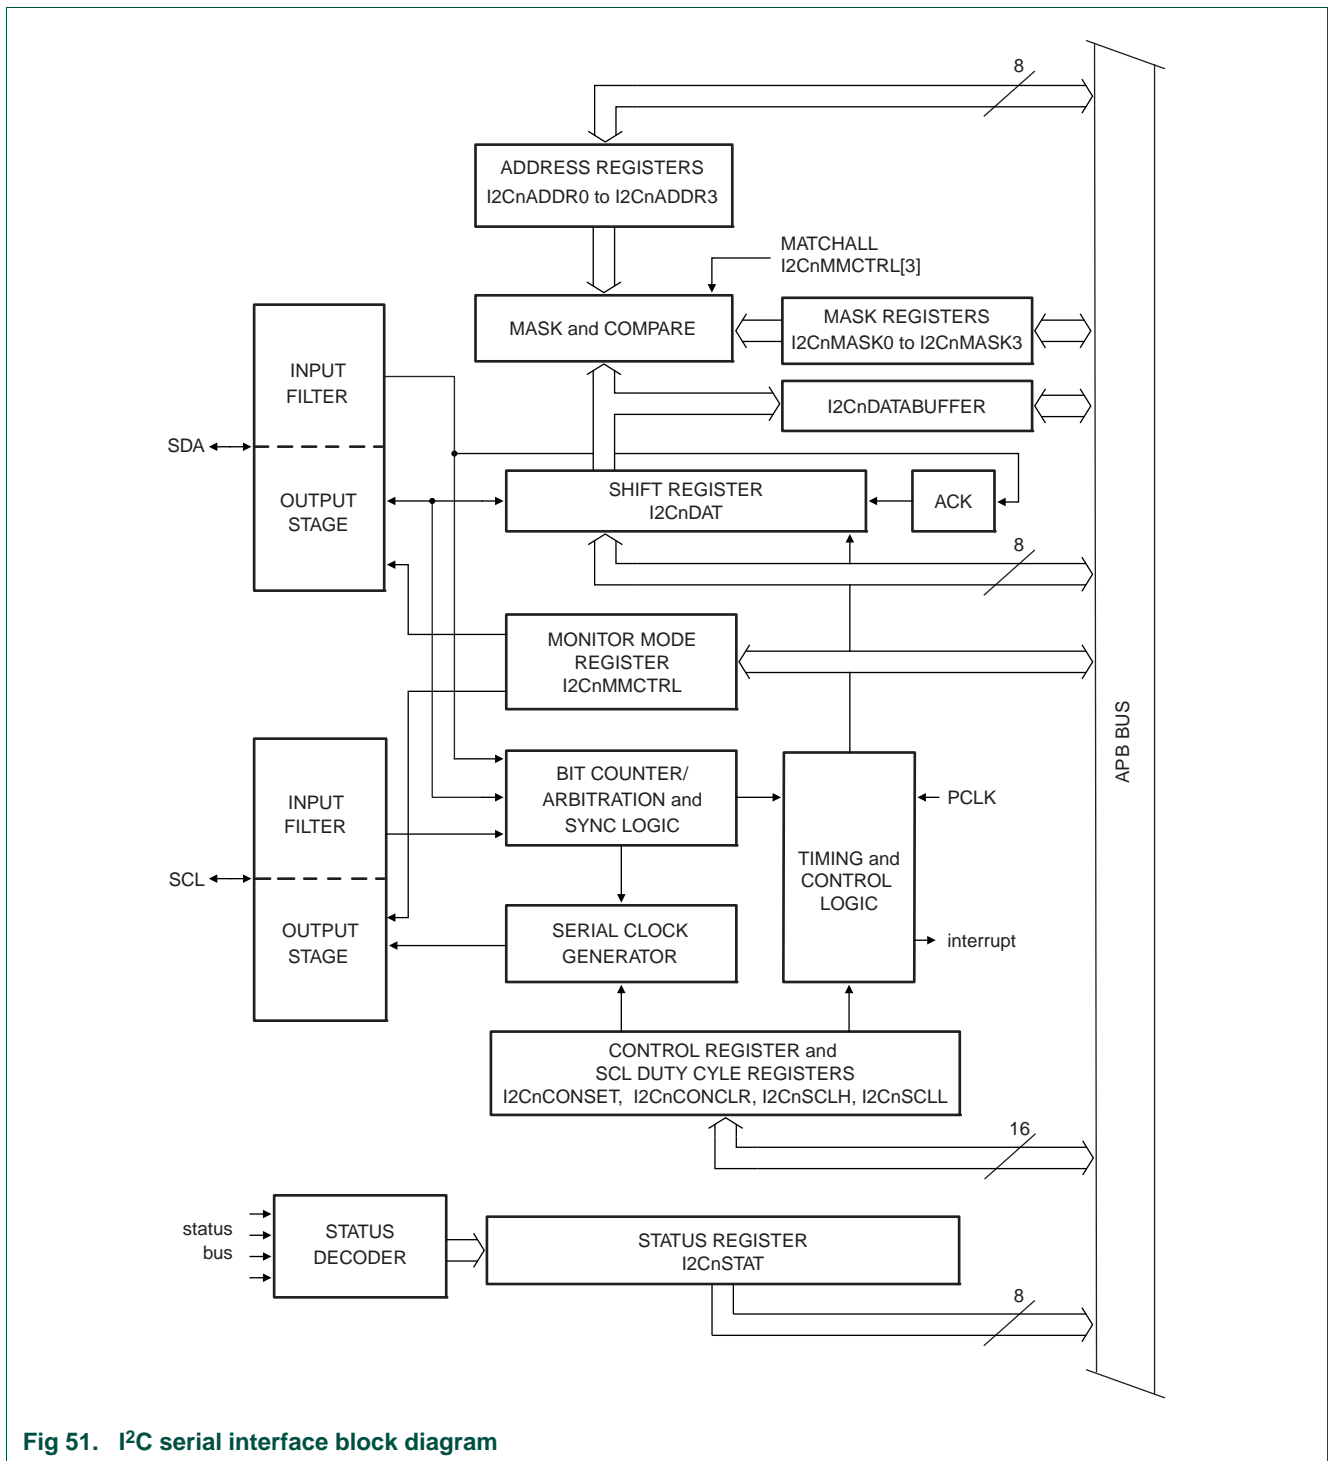 8
ADDRESS REGISTERS
I2CnADDR0 to I2CnADDR3
MATCHALL
I2CnMMCTRL[3]
MASK and COMPARE
MASK REGISTERS
I2CnMASK0 to I2CnMASK3
INPUT
FILTER
I2CnDATABUFFER
SDA
OUTPUT
STAGE
SHIFT REGISTER
I2CnDAT
ACK
8
MONITOR MODE
REGISTER
I2CnMMCTRL
APB BUS
BIT COUNTER/
ARBITRATION and
SYNC LOGIC
PCLK
INPUT
FILTER
TIMING and
CONTROL
LOGIC
SCL
OUTPUT
STAGE
SERIAL CLOCK
GENERATOR
interrupt
CONTROL REGISTER and
SCL DUTY CYLE REGISTERS
I2CnCONSET, I2CnCONCLR, I2CnSCLH, I2CnSCLL
16
status
bus
STATUS
DECODER
STATUS REGISTER
I2CnSTAT
8
Fig 51. I²C serial interface block diagram